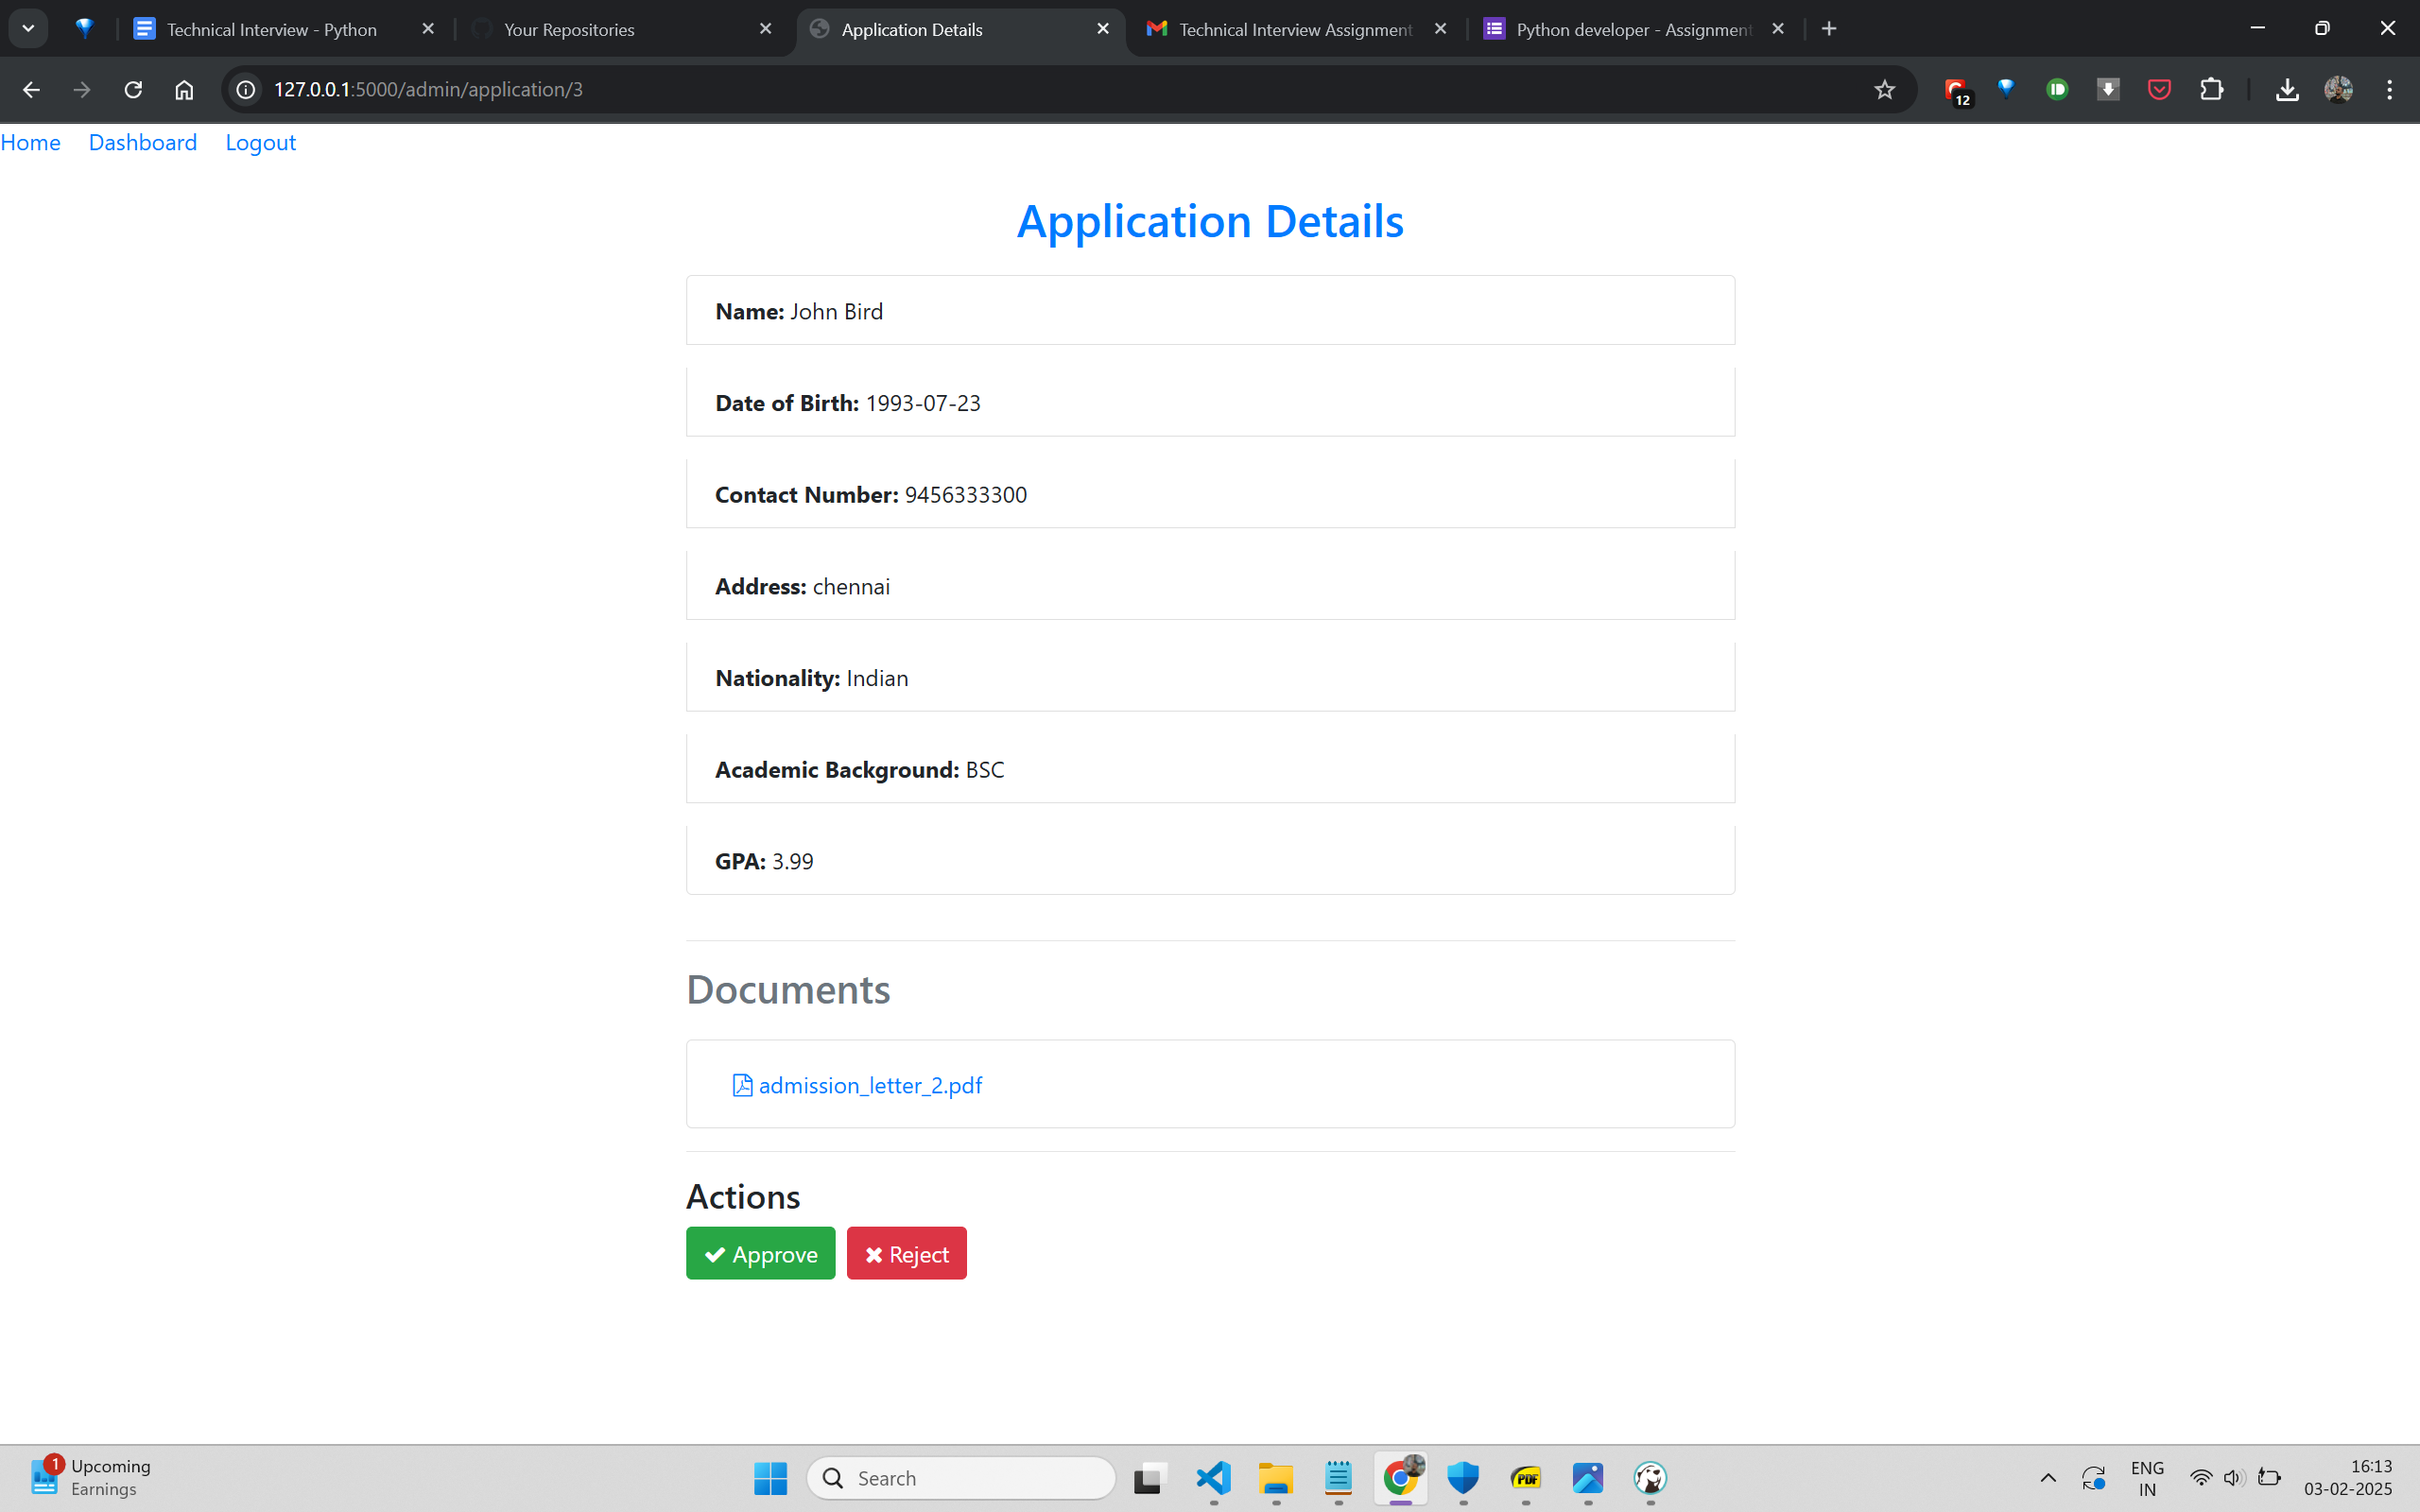 Technical Interview - Python
Your Repositories
Application Details
Technical Interview Assignment
Python developer - Assignment
127.0.0.1:5000/admin/application/3
12
Home Dashboard Logout
Application Details
Name: John Bird
Date of Birth: 1993-07-23
Contact Number: 9456333300
Address: chennai
Nationality: Indian
Academic Background: BSC
GPA: 3.99
Documents
admission_letter_2.pdf
Actions
Approve Reject
1
Upcoming
Earnings
Search
PDF
ENG
IN
16:13
03-02-2025